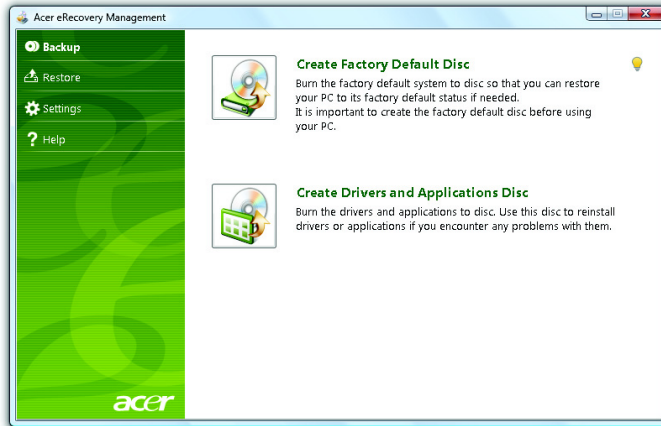 Acer eRecovery Management
Backup
Restore
Settings
? Help
Create Factory Default Disc
Burn the factory default system to disc so that you can restore
your PC to its factory default status if needed.
It is important to create the factory default disc before using
your PC.
Create Drivers and Applications Disc
Burn the drivers and applications to disc. Use this disc to reinstall
drivers or applications if you encounter any problems with them.
acer